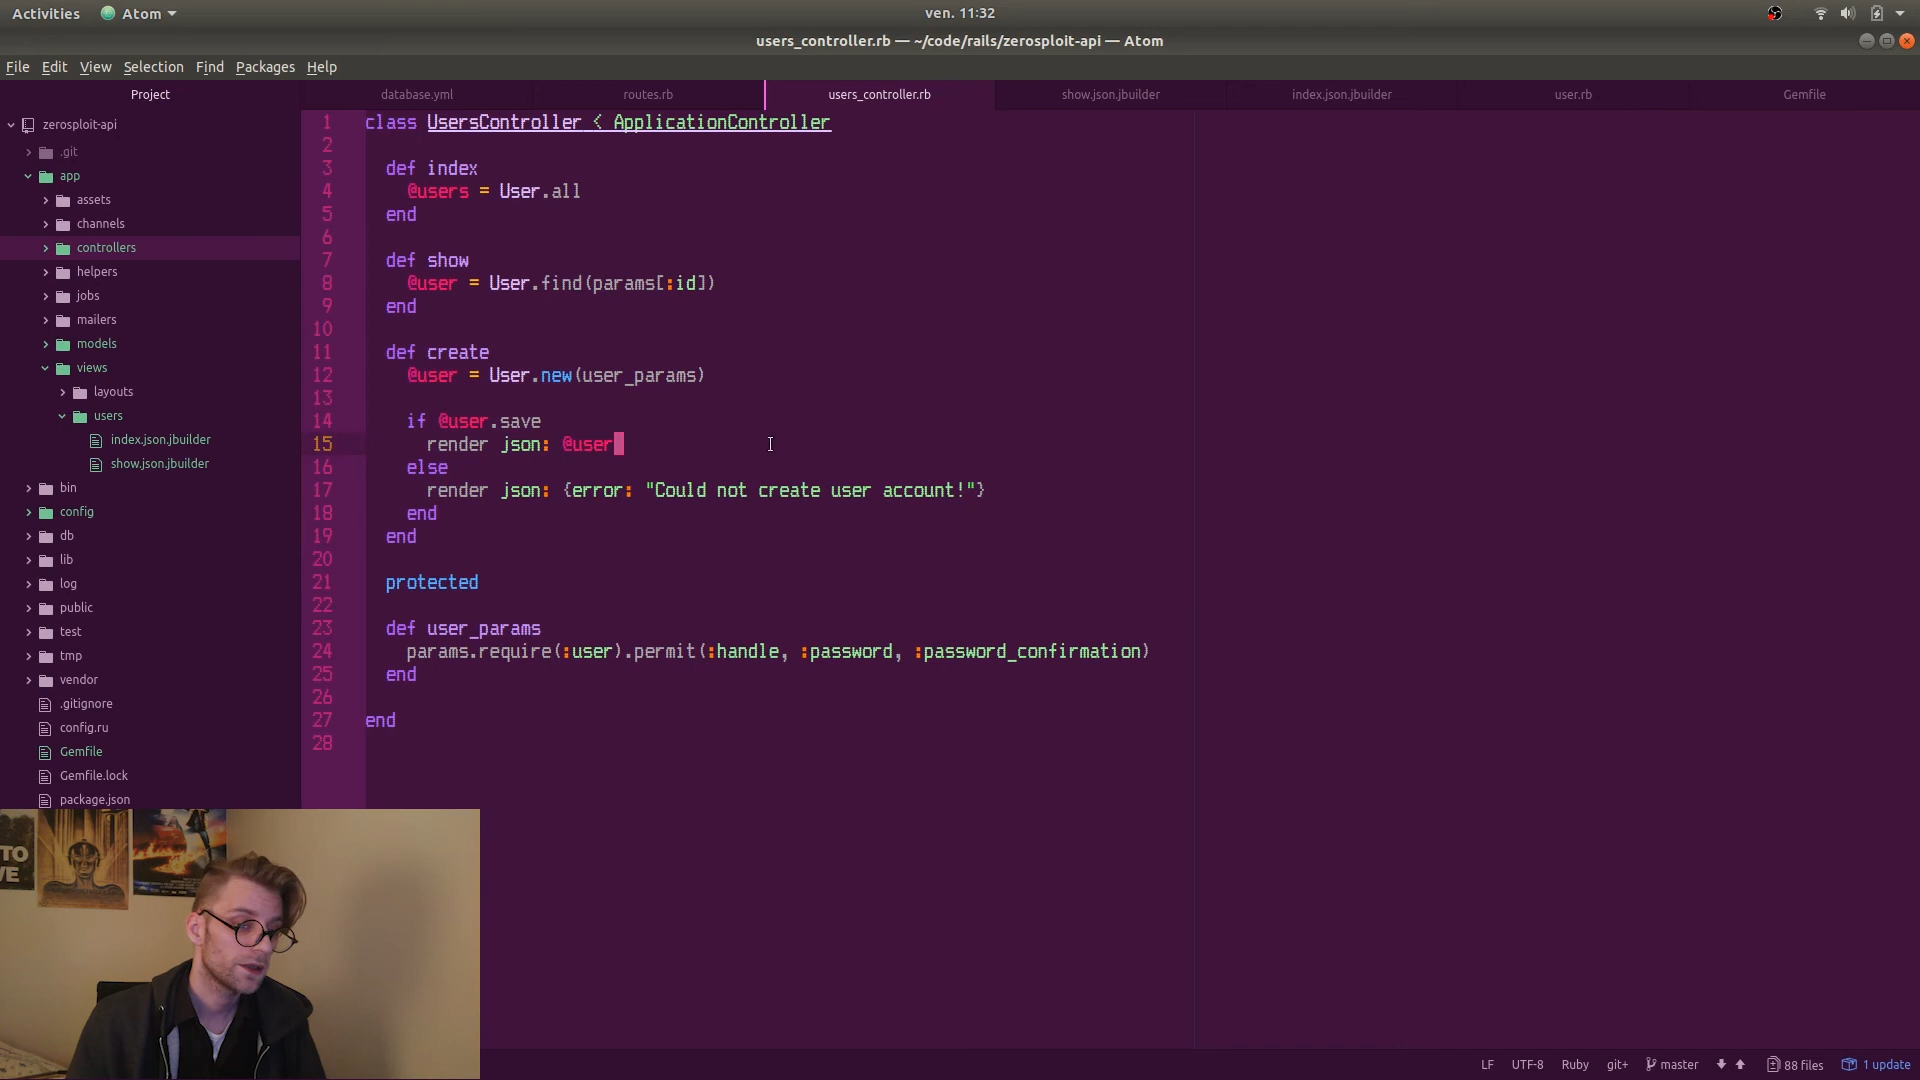 Activities
Atom
ven. 11:32
users_controller.rb — ~/code/rails/zerosploit-api — Atom
File Edit View Selection Find Packages Help
Project
database.yml
routes.rb
users_controller.rb
show.json.jbuilder
index.json.jbuilder
user.rb
Gemfile
zerosploit-api
.git
app
assets
channels
controllers
helpers
jobs
mailers
models
views
layouts
users
index.json.jbuilder
show.json.jbuilder
bin
config
db
lib
log
public
test
tmp
vendor
.gitignore
config.ru
Gemfile
Gemfile.lock
package.json
1 class UsersController < ApplicationController
2
3 def index
4 @users = User.all
5 end
6
7 def show
8 @user = User.find(params[:id])
9 end
10
11 def create
12 @user = User.new(user_params)
13
14 if @user.save
15 render json: @user
16 else
17 render json: {error: "Could not create user account!"}
18 end
19 end
20
21 protected
22
23 def user_params
24 params.require(:user).permit(:handle, :password, :password_confirmation)
25 end
26
27 end
28
TO
VE
LF UTF-8 Ruby git+ master 88 files 1 update